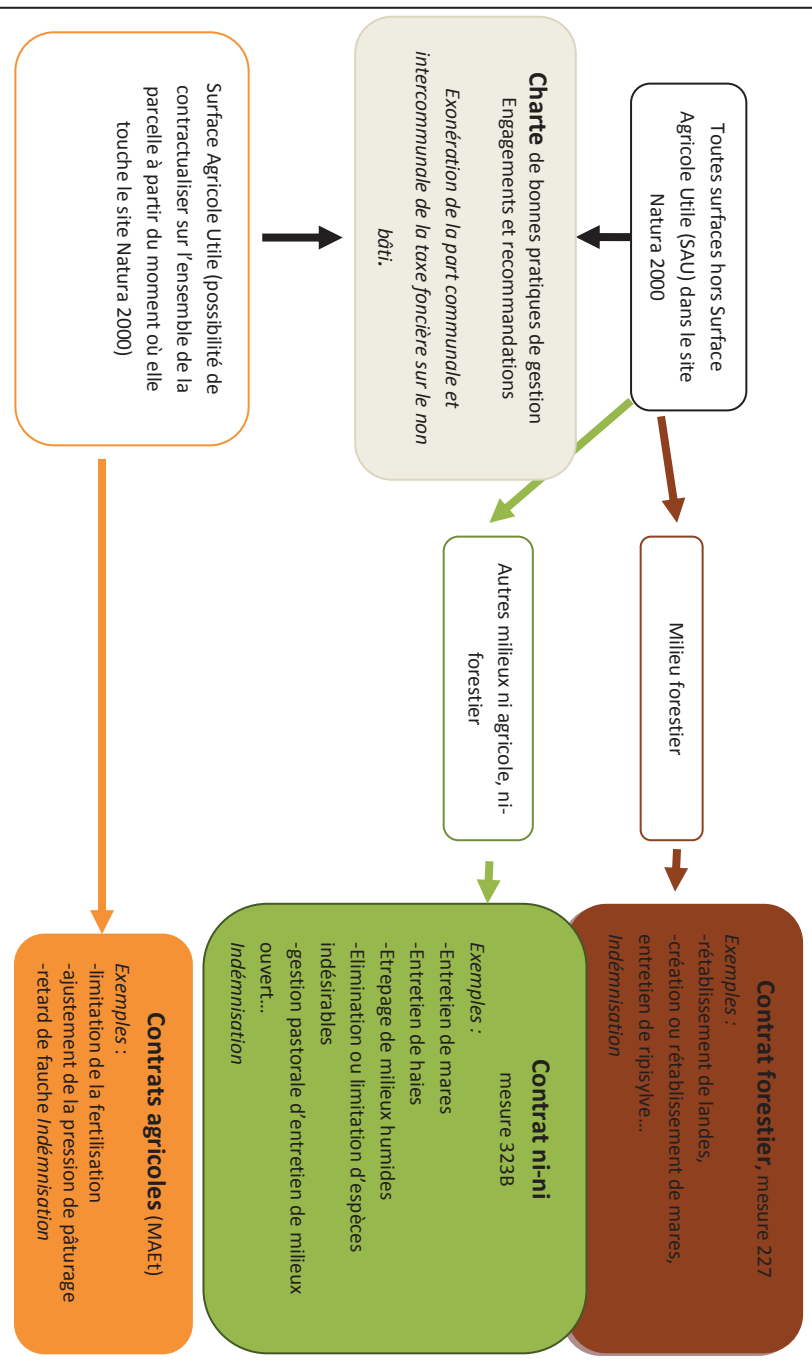 Toutes surfaces hors Surface
Agricole Utile (SAU) dans le site
Natura 2000
Charte de bonnes pratiques de gestion
Engagements et recommandations
Exonération de la part communale et
intercommunale de la taxe foncière sur le non
bâti.
Surface Agricole Utile (possibilité de
contractualiser sur l'ensemble de la
parcelle à partir du moment où elle
touche le site Natura 2000)
Milieu forestier
Autres milieux ni agricole, ni-
forestier
Contrat forestier, mesure 227
Exemples :
-rétablissement de landes,
-création ou rétablissement de mares,
entretien de ripisylve...
Indémnisation
Contrat ni-ni
mesure 323B
Exemples :
-Entretien de mares
-Entretien de haies
-Etrepage de milieux humides
-Elimination ou limitation d'espèces
indésirables
-gestion pastorale d'entretien de milieux
ouvert...
Indémnisation
Contrats agricoles (MAEt)
Exemples :
-limitation de la fertilisation
-ajustement de la pression de pâturage
-retard de fauche Indémnisation